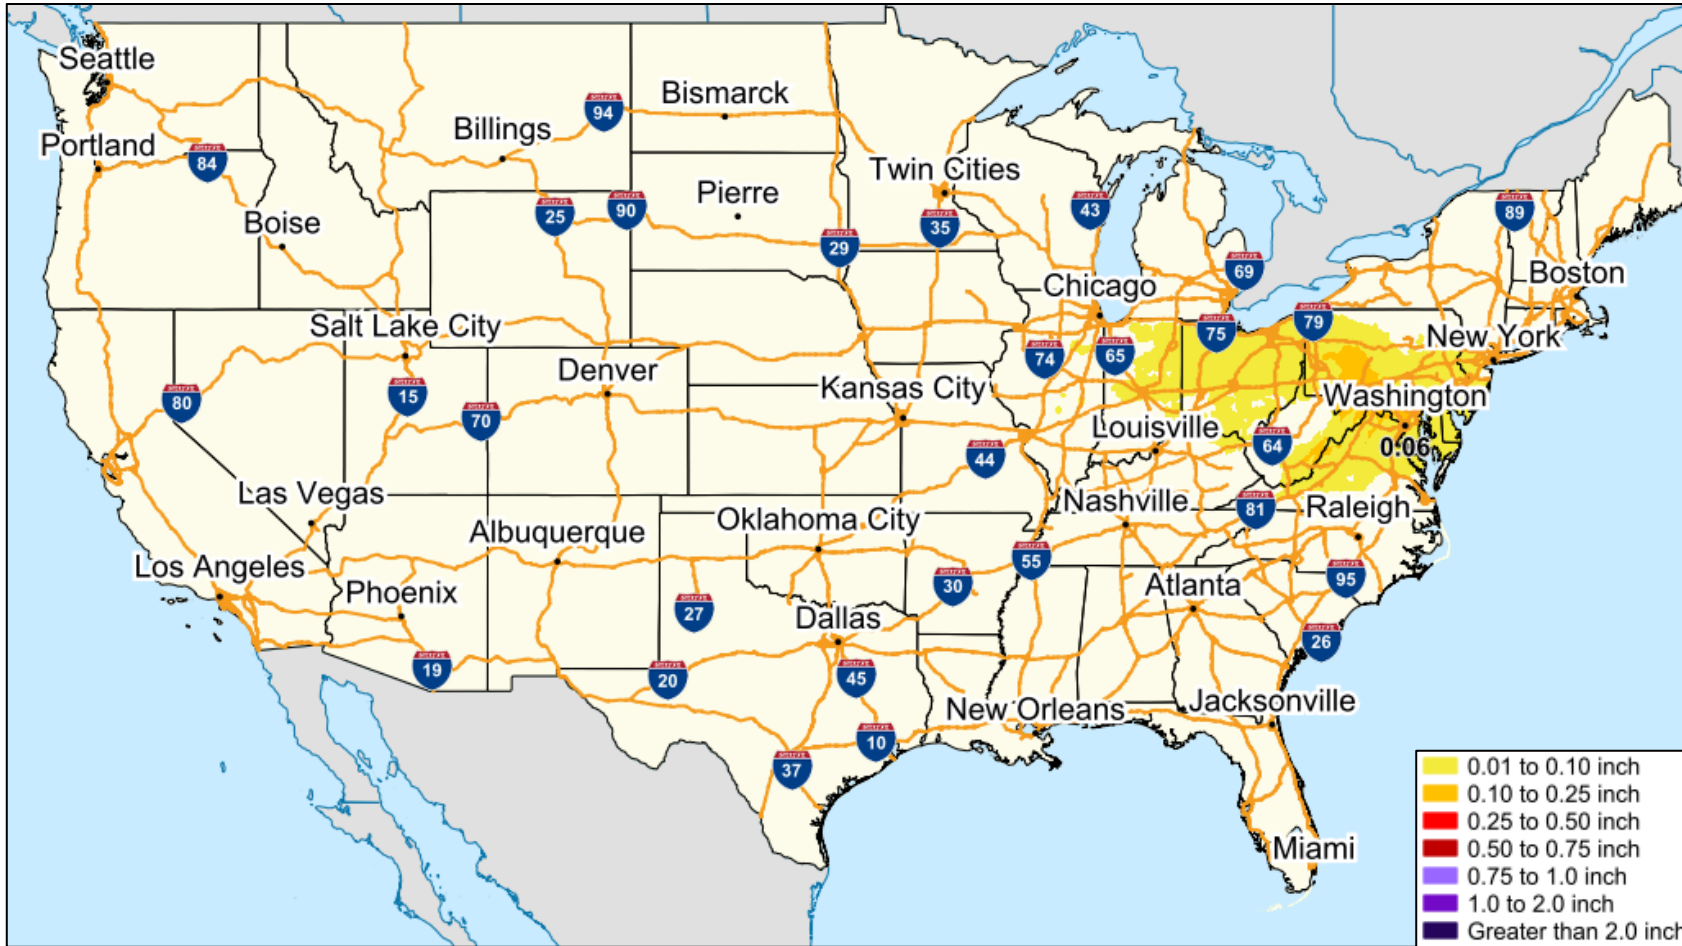 Seattle
Bismarck
94
Billings
Portland
84
Twin Cities
Pierre
25
90
43
89
35
Boise
29
69
Boston
Chicago
Salt Lake City
75
79
New York
74
65
Denver
Kansas City
Washington
80
15
70
Louisville
64
0.06
44
Las Vegas
Nashville
81
Raleigh
Oklahoma City
Albuquerque
55
Los Angeles
Phoenix
30
Atlanta
95
27
Dallas
26
19
20
45
New Orleans
Jacksonville
10
37
Miami
0.01 to 0.10 inch
0.10 to 0.25 inch
0.25 to 0.50 inch
0.50 to 0.75 inch
0.75 to 1.0 inch
1.0 to 2.0 inch
Greater than 2.0 inch